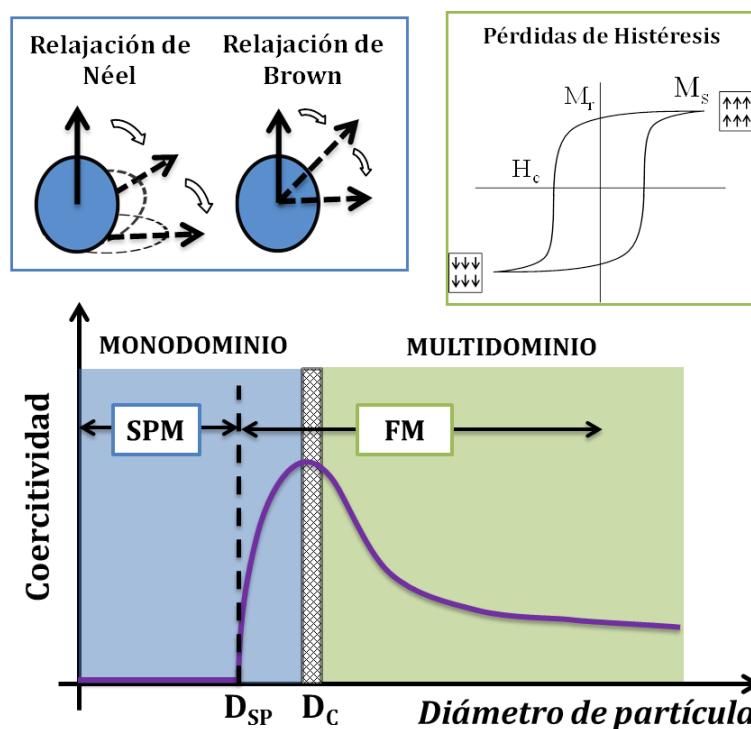 Relajación de
Néel
Relajación de
Brown
Pérdidas de Histéresis
Mr
Ms
Hc
MONODOMINIO
MULTIDOMINIO
SPM
FM
Coercitividad
DSP
DC
Diámetro de partícula